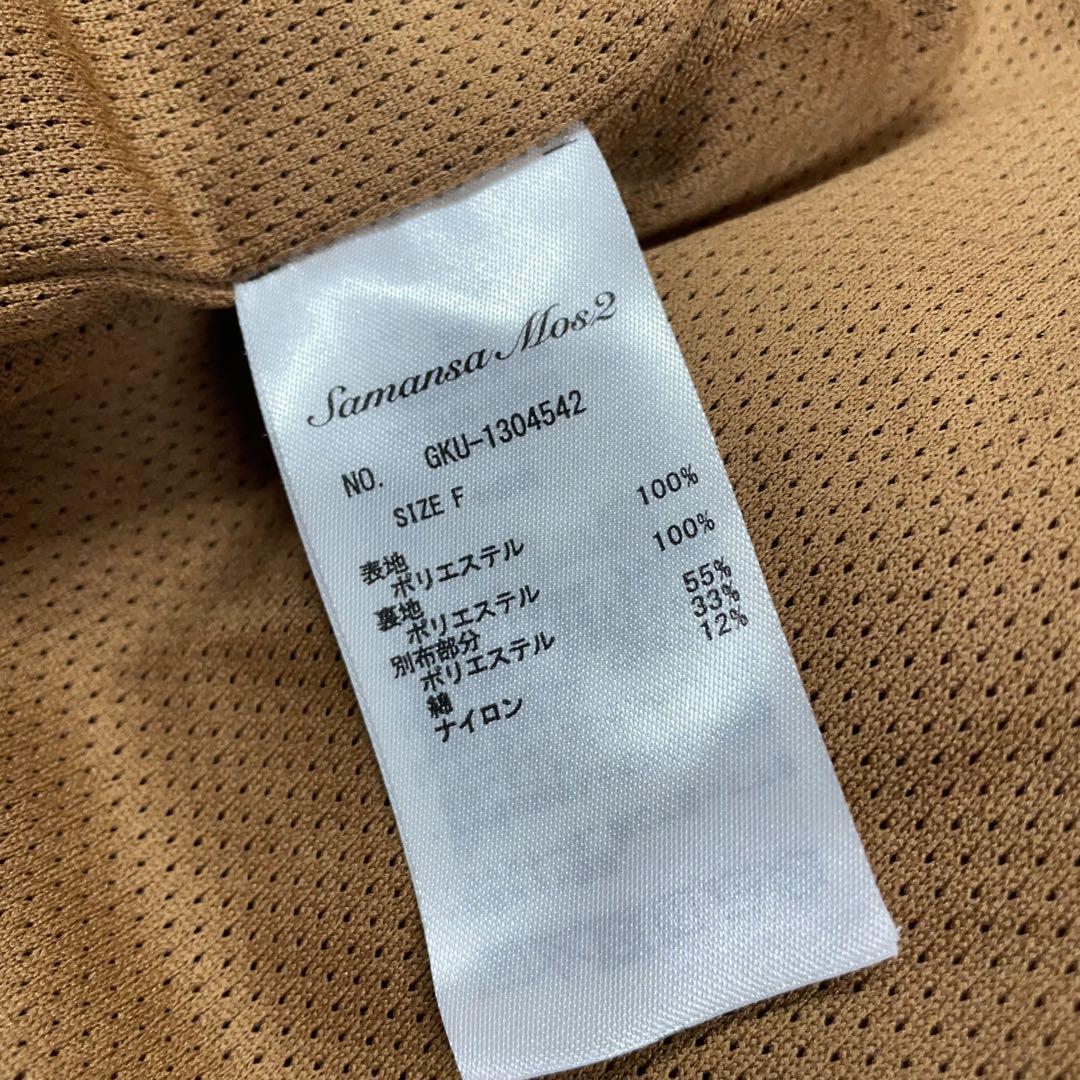 Samansa Mos2
NO. GKU-1304542
SIZE F
表地
ポリエステル 100%
裏地
ポリエステル 100%
別布部分
ポリエステル 55%
綿 33%
ナイロン 12%